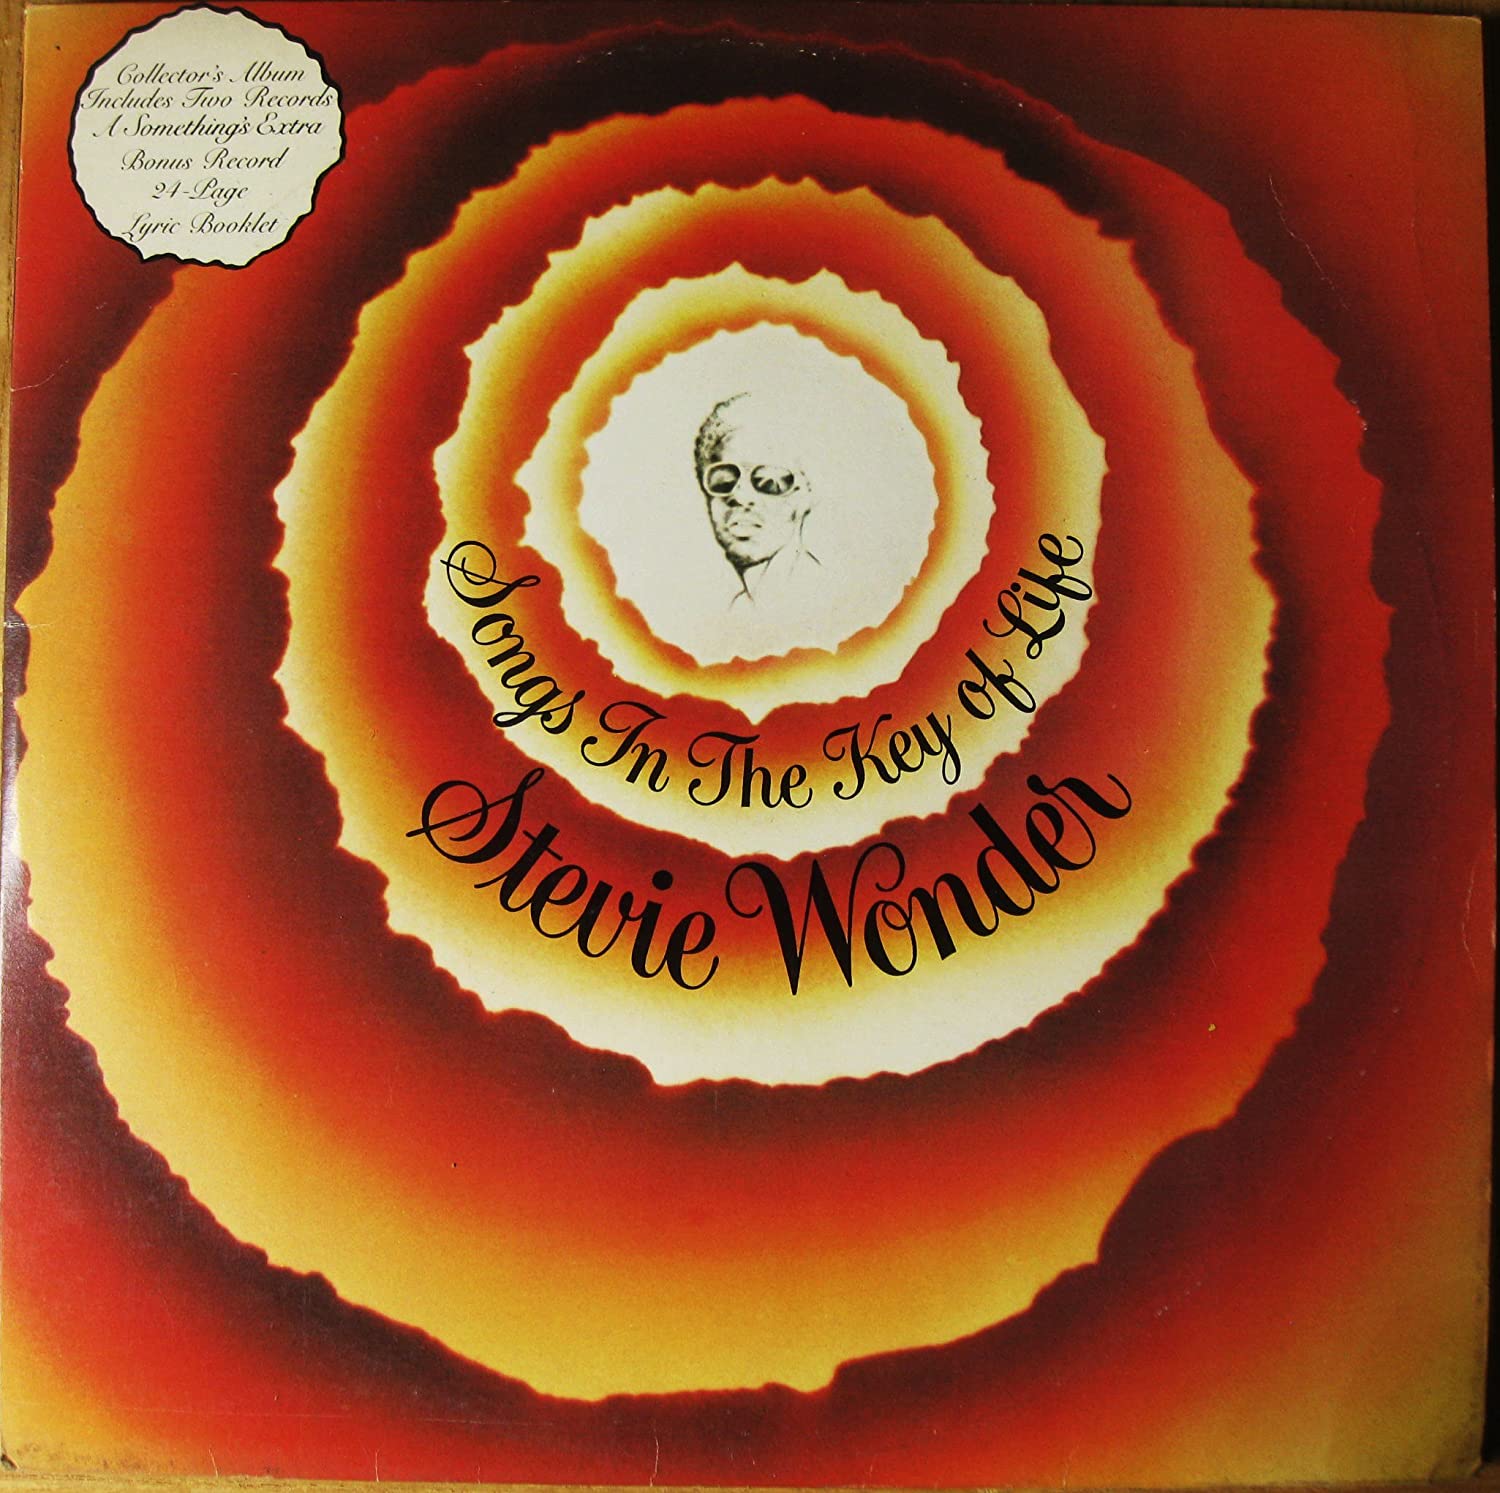 Collector's Album
Includes Two Records
A Something's Extra
Bonus Record
24-Page
Lyric Booklet
Songs In The Key of Life
Stevie Wonder